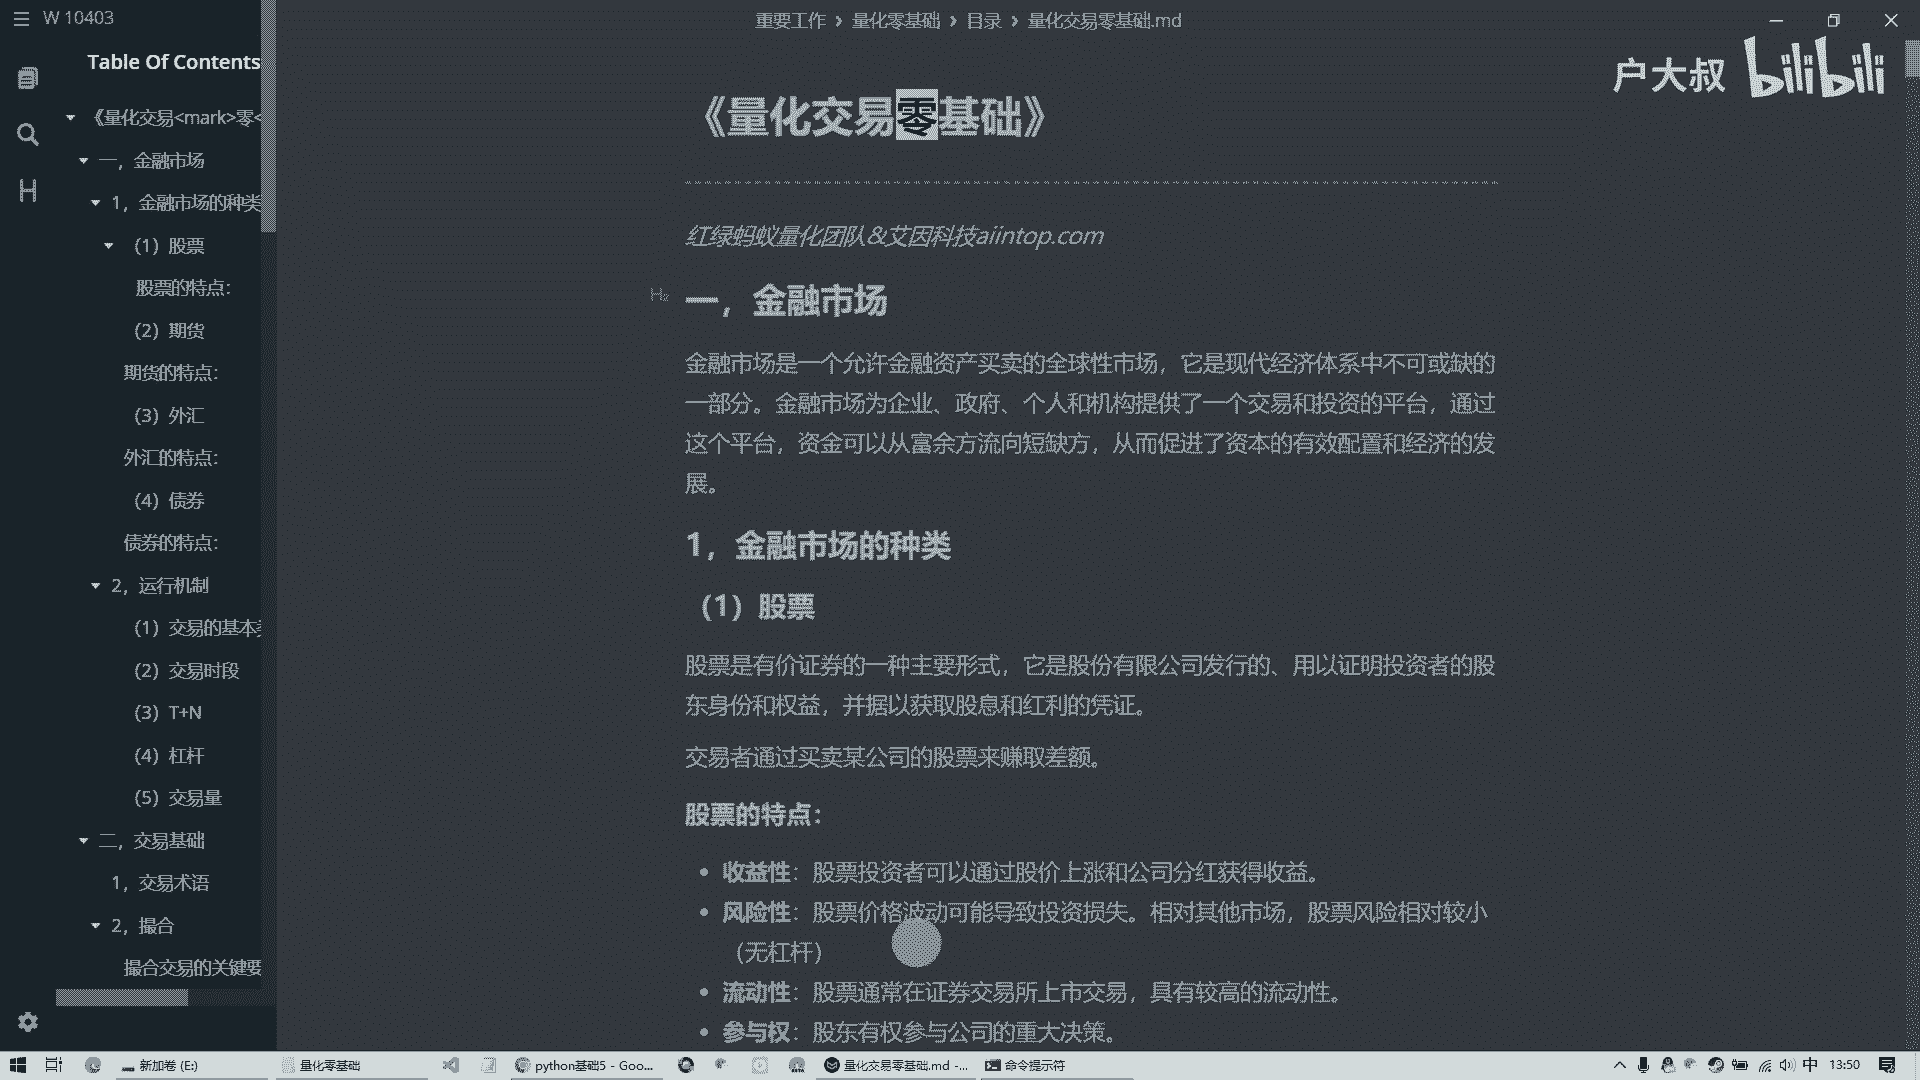 W 10403
重要工作 › 量化零基础 › 目录 › 量化交易零基础.md
户大叔 bilibili
Table Of Contents
《量化交易<mark>零<
一，金融市场
1，金融市场的种类
（1）股票
股票的特点：
（2）期货
期货的特点：
（3）外汇
外汇的特点：
（4）债券
债券的特点：
2，运行机制
（1）交易的基本
（2）交易时段
（3）T+N
（4）杠杆
（5）交易量
二，交易基础
1，交易术语
2，撮合
撮合交易的关键要
《量化交易零基础》
红绿蚂蚁量化团队&艾因科技aiintop.com
H2
一，金融市场
金融市场是一个允许金融资产买卖的全球性市场，它是现代经济体系中不可或缺的
一部分。金融市场为企业、政府、个人和机构提供了一个交易和投资的平台，通过
这个平台，资金可以从富余方流向短缺方，从而促进了资本的有效配置和经济的发
展。
1，金融市场的种类
（1）股票
股票是有价证券的一种主要形式，它是股份有限公司发行的、用以证明投资者的股
东身份和权益，并据以获取股息和红利的凭证。
交易者通过买卖某公司的股票来赚取差额。
股票的特点：
• 收益性：股票投资者可以通过股价上涨和公司分红获得收益。
• 风险性：股票价格波动可能导致投资损失。相对其他市场，股票风险相对较小
（无杠杆）
• 流动性：股票通常在证券交易所上市交易，具有较高的流动性。
• 参与权：股东有权参与公司的重大决策。
新加卷 (E:)
量化零基础
python基础5 - Goo...
量化交易零基础.md -...
命令提示符
中
13:50